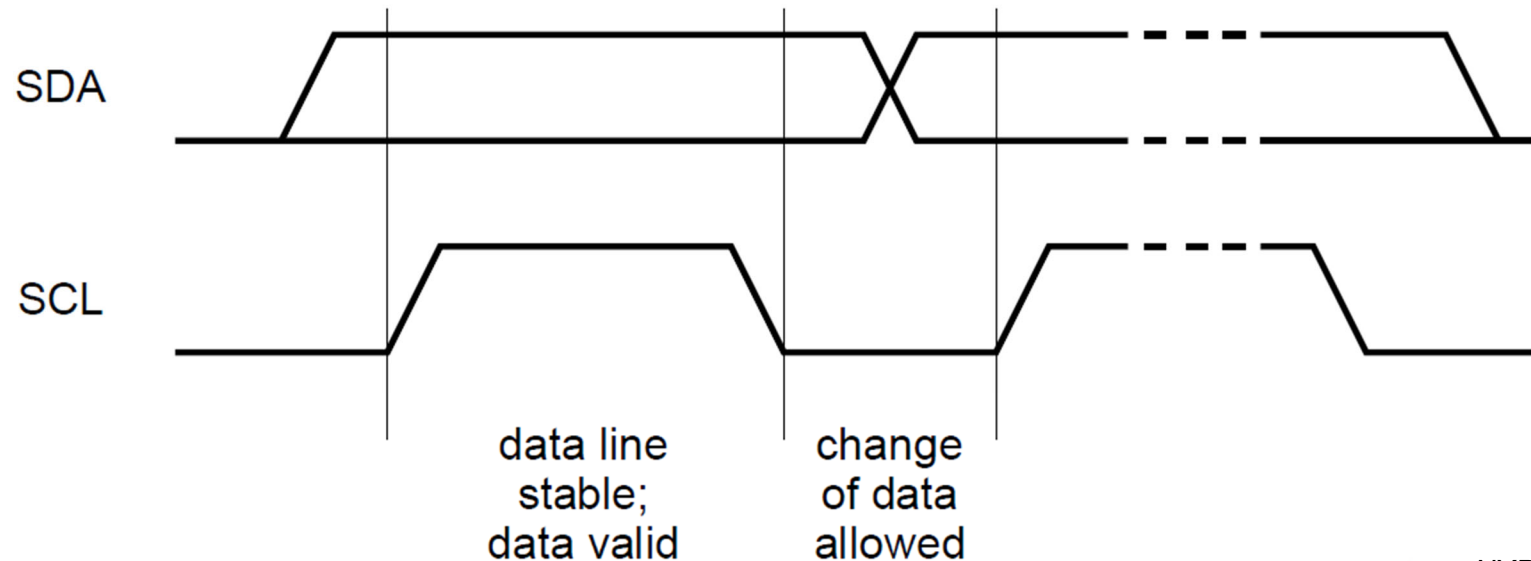 SDA
SCL
data line
stable;
data valid
change
of data
allowed